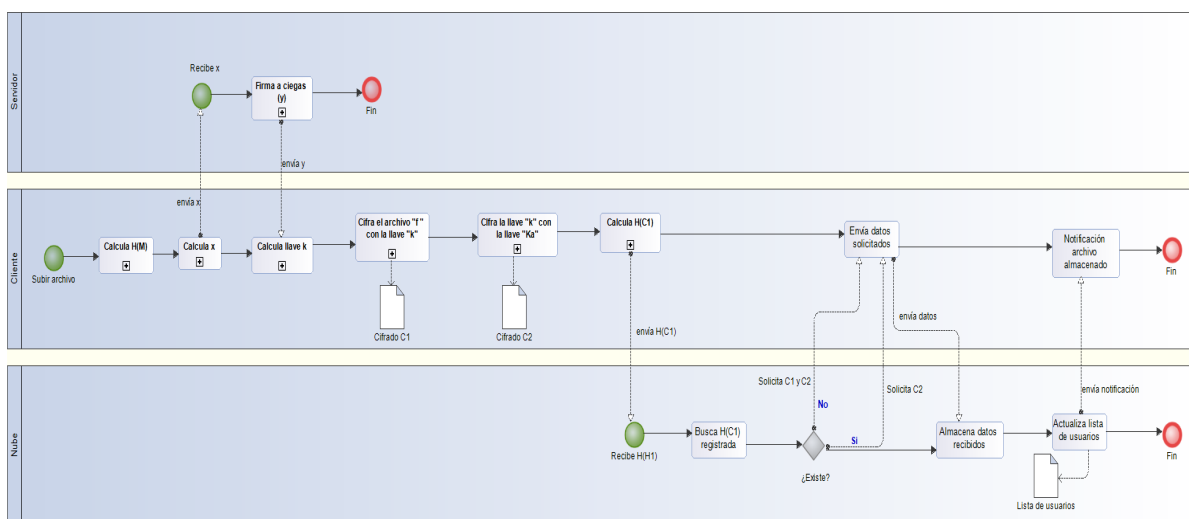 Servidor
Recibe x
Firma a ciegas
(y)
Fin
envía y
envía x
Cliente
Subir archivo
Calcula H(M)
Calcula x
Calcula llave k
Cifra el archivo "f"
con la llave "k"
Cifrado C1
CIfra la llave "k" con
la llave "Ka"
Cifrado C2
Calcula H(C1)
envía H(C1)
Envía datos
solicitados
envía datos
Notificación
archivo
almacenado
Fin
Nube
Recibe H(H1)
Busca H(C1)
registrada
¿Existe?
Solicita C1 y C2
No
Solicita C2
Si
Almacena datos
recibidos
envía notificación
Actualiza lista
de usuarios
Lista de usuarios
Fin